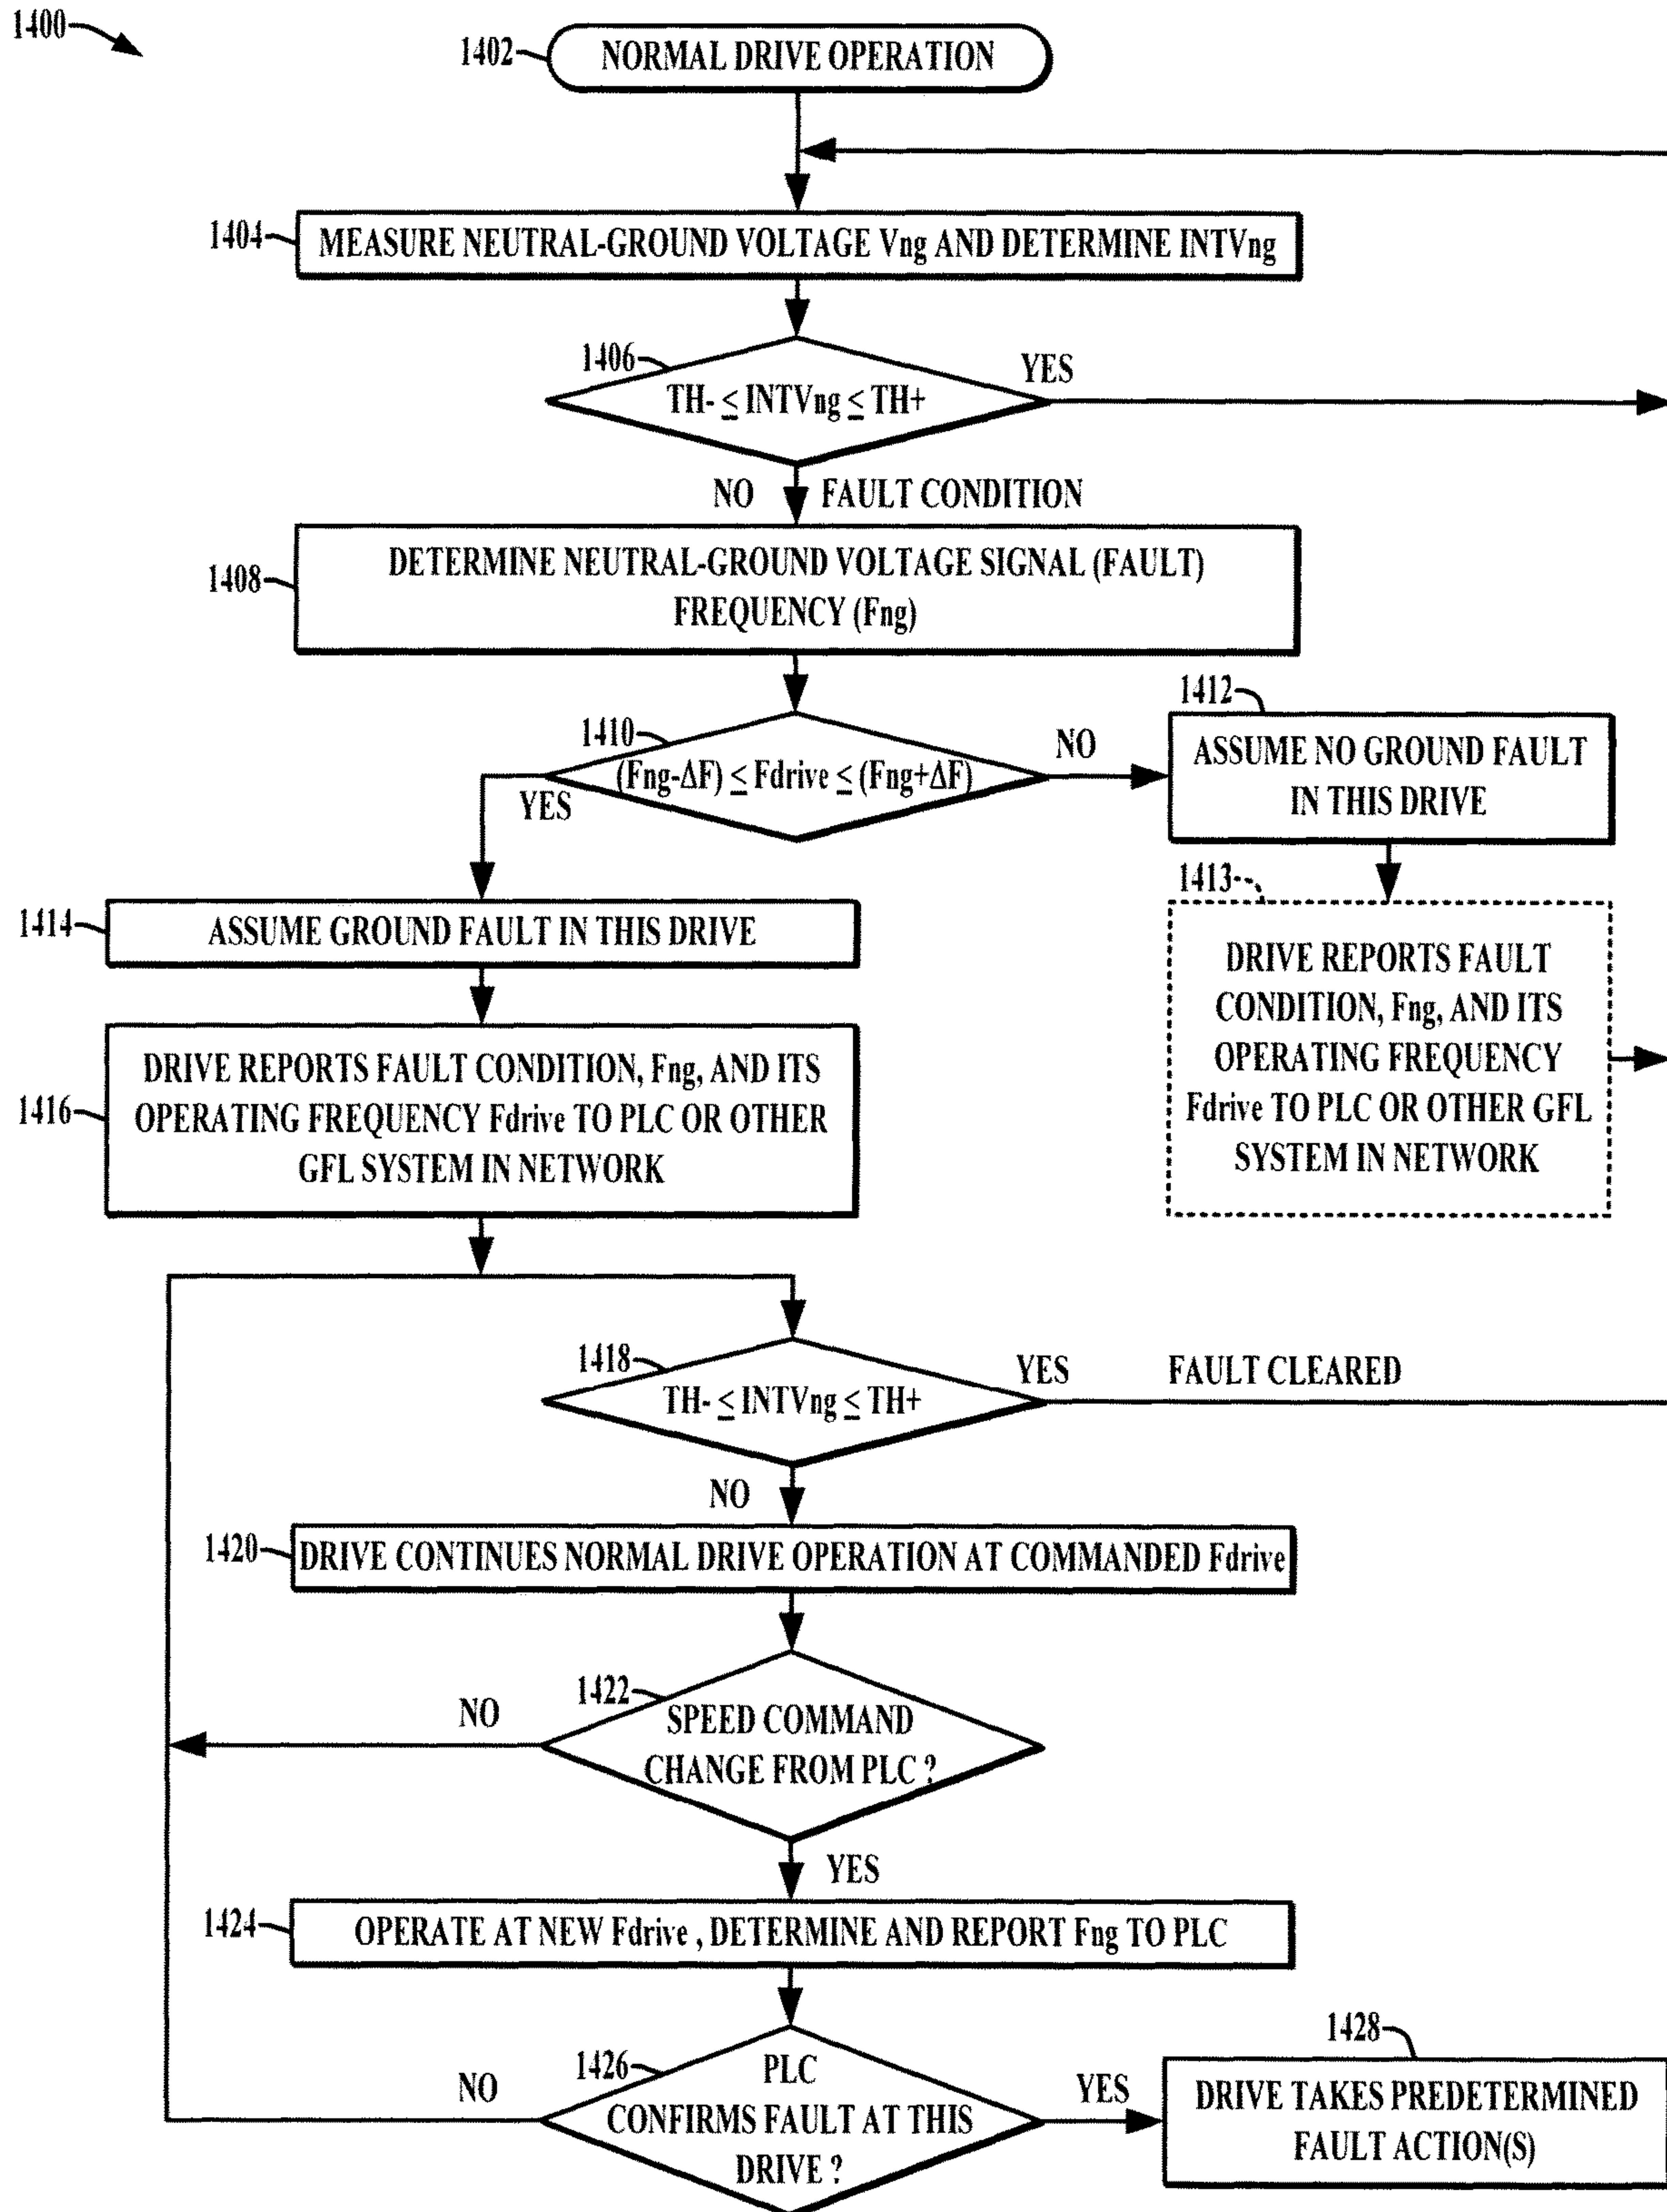 1400
1402
NORMAL DRIVE OPERATION
1404
MEASURE NEUTRAL-GROUND VOLTAGE Vng AND DETERMINE INTVng
1406
YES
TH- ≤ INTVng ≤ TH+
NO
FAULT CONDITION
1408
DETERMINE NEUTRAL-GROUND VOLTAGE SIGNAL (FAULT)
FREQUENCY (Fng)
1410
(Fng-ΔF) ≤ Fdrive ≤ (Fng+ΔF)
NO
YES
1412
ASSUME NO GROUND FAULT
IN THIS DRIVE
1413
DRIVE REPORTS FAULT
CONDITION, Fng, AND ITS
OPERATING FREQUENCY
Fdrive TO PLC OR OTHER GFL
SYSTEM IN NETWORK
1414
ASSUME GROUND FAULT IN THIS DRIVE
1416
DRIVE REPORTS FAULT CONDITION, Fng, AND ITS
OPERATING FREQUENCY Fdrive TO PLC OR OTHER
GFL SYSTEM IN NETWORK
1418
YES
FAULT CLEARED
TH- ≤ INTVng ≤ TH+
NO
1420
DRIVE CONTINUES NORMAL DRIVE OPERATION AT COMMANDED Fdrive
1422
NO
SPEED COMMAND
CHANGE FROM PLC ?
YES
1424
OPERATE AT NEW Fdrive , DETERMINE AND REPORT Fng TO PLC
1426
NO
PLC
CONFIRMS FAULT AT THIS
DRIVE ?
YES
1428
DRIVE TAKES PREDETERMINED
FAULT ACTION(S)